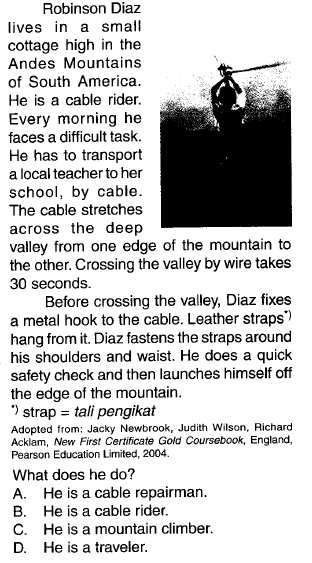 Robinson Diaz
lives in a small
cottage high in the
Andes Mountains
of South America.
He is a cable rider.
Every morning he
faces a difficult task.
He has to transport
a local teacher to her
school, by cable.
The cable stretches
across the deep
valley from one edge of the mountain to
the other. Crossing the valley by wire takes
30 seconds.
Before crossing the valley, Diaz fixes
a metal hook to the cable. Leather straps*)
hang from it. Diaz fastens the straps around
his shoulders and waist. He does a quick
safety check and then launches himself off
the edge of the mountain.
*) strap = tali pengikat
Adopted from: Jacky Newbrook, Judith Wilson, Richard
Acklam, New First Certificate Gold Coursebook, England,
Pearson Education Limited, 2004.
What does he do?
A. He is a cable repairman.
B. He is a cable rider.
C. He is a mountain climber.
D. He is a traveler.